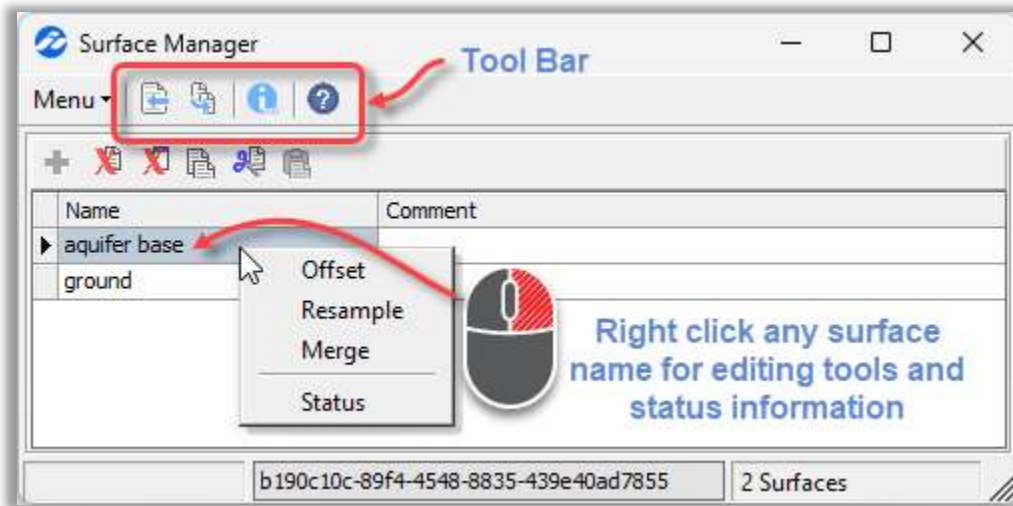 Surface Manager
Tool Bar
Menu
Name Comment
aquifer base
ground
Offset
Resample
Merge
Status
Right click any surface
name for editing tools and
status information
b190c10c-89f4-4548-8835-439e40ad7855 2 Surfaces